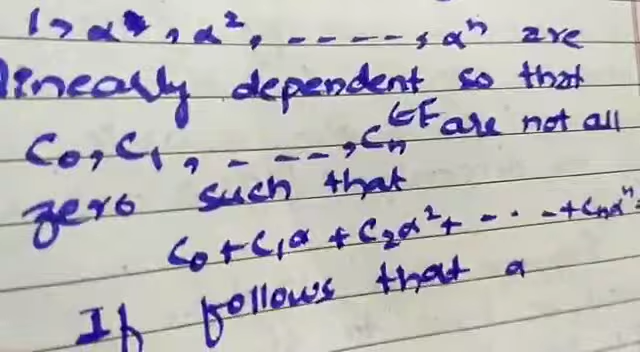 1, α, α², -----, αⁿ are
linearly dependent so that
C₀, C₁, - - - -, Cₙ ∈ F are not all
zero such that
C₀ + C₁α + C₂α² + - · · - + Cₙαⁿ =
If follows that a